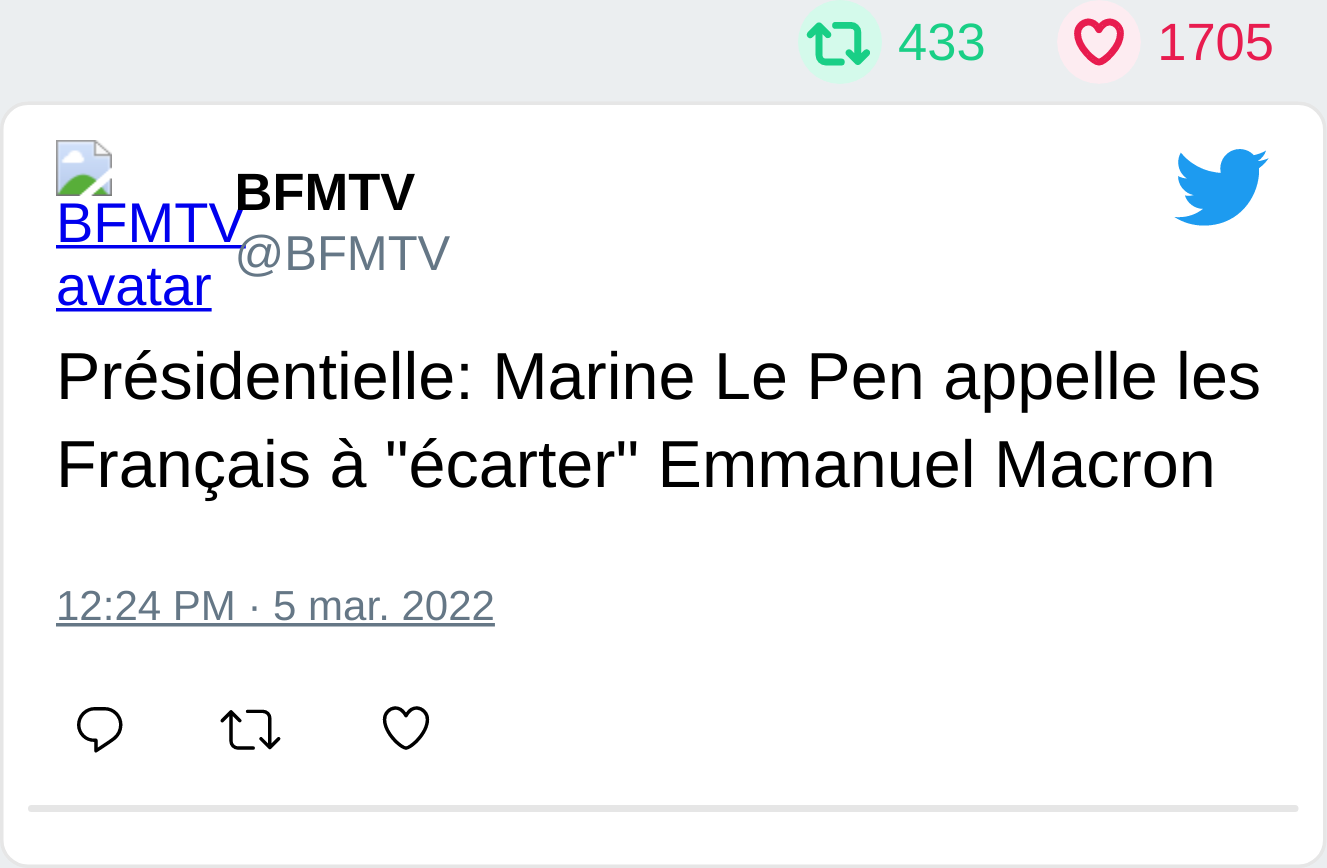 433 1705
BFMTV
avatar
BFMTV
@BFMTV
Présidentielle: Marine Le Pen appelle les
Français à "écarter" Emmanuel Macron
12:24 PM · 5 mar. 2022